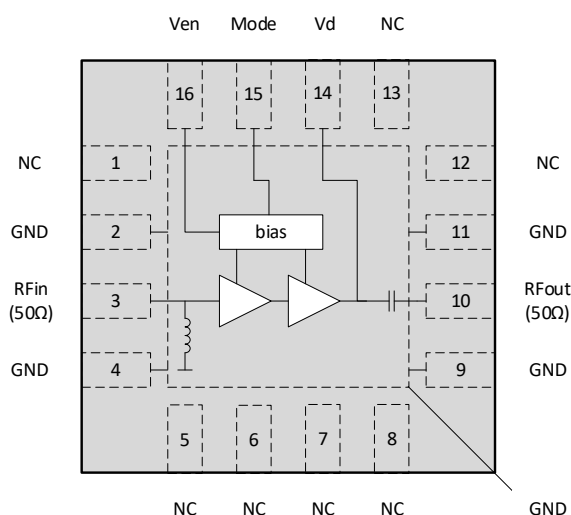 Ven Mode Vd NC
16 15 14 13
NC 1 12 NC
GND 2 bias 11 GND
RFin
(50Ω) 3 10 RFout
(50Ω)
GND 4 9 GND
5 6 7 8
NC NC NC NC GND